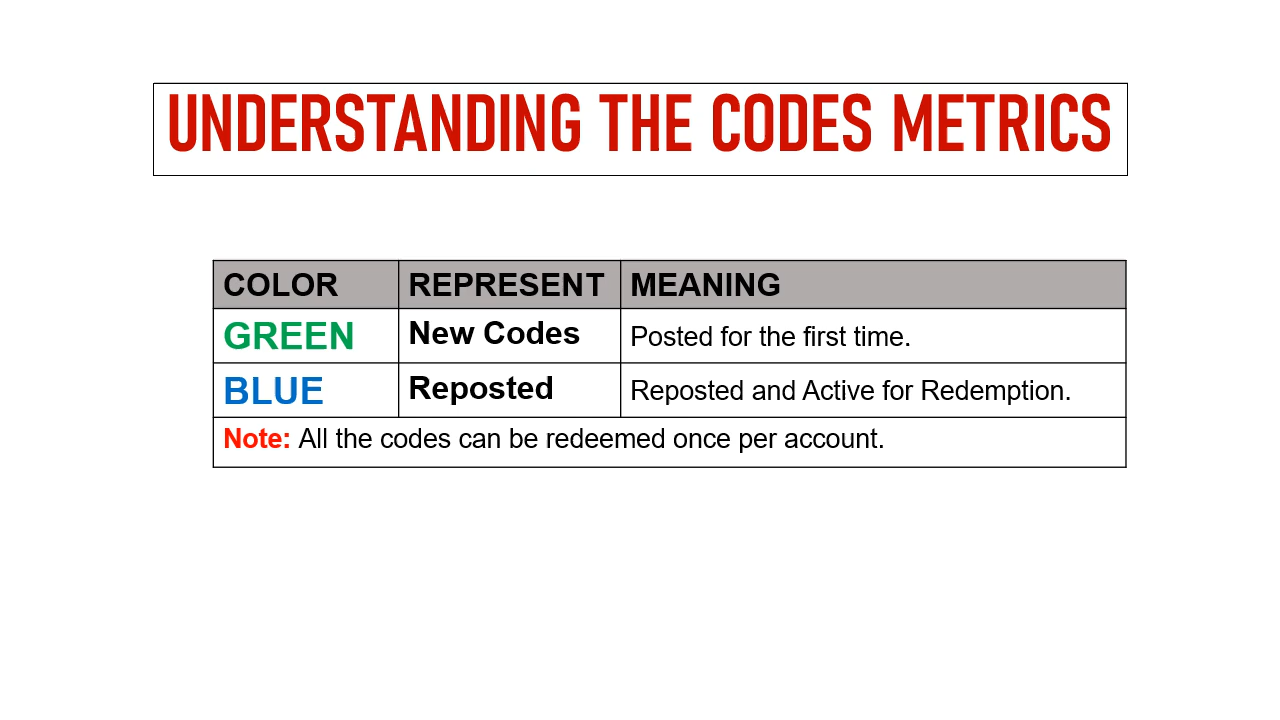 UNDERSTANDING THE CODES METRICS
COLOR REPRESENT MEANING
GREEN New Codes Posted for the first time.
BLUE Reposted Reposted and Active for Redemption.
Note: All the codes can be redeemed once per account.